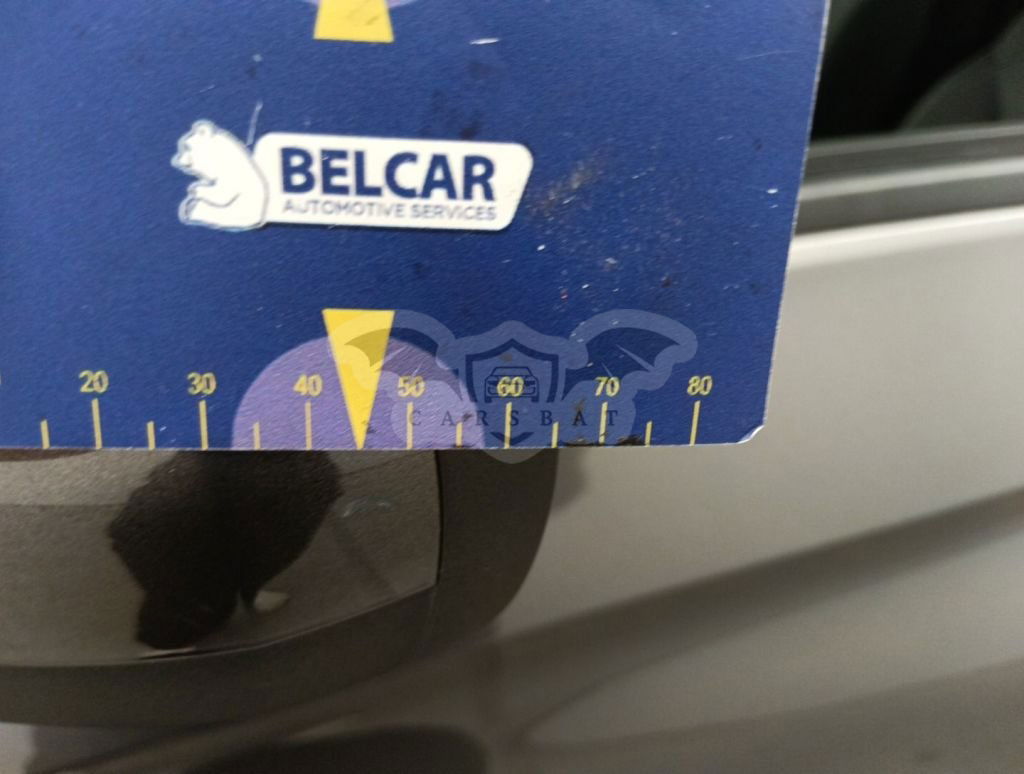 BELCAR
AUTOMOTIVE SERVICES
20 30 40 50 60 70 80
CARSBAT